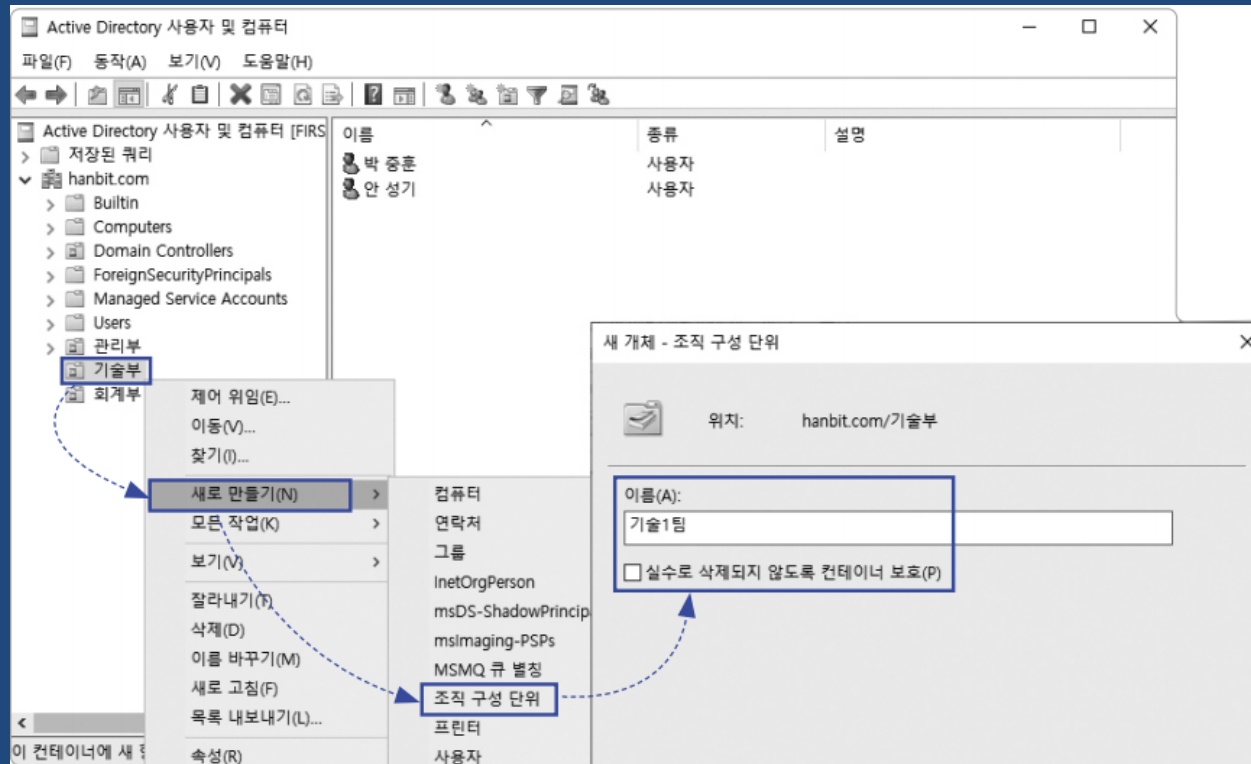 Active Directory 사용자 및 컴퓨터
파일(F) 동작(A) 보기(V) 도움말(H)
Active Directory 사용자 및 컴퓨터 [FIRS
저장된 쿼리
hanbit.com
Builtin
Computers
Domain Controllers
ForeignSecurityPrincipals
Managed Service Accounts
Users
관리부
기술부
회계부
이 컨테이너에 새
이름 종류 설명
박 중훈 사용자
안 성기 사용자
제어 위임(E)...
이동(V)...
찾기(I)...
새로 만들기(N)
모든 작업(K)
보기(V)
잘라내기(T)
삭제(D)
이름 바꾸기(M)
새로 고침(F)
목록 내보내기(L)...
속성(R)
컴퓨터
연락처
그룹
InetOrgPerson
msDS-ShadowPrincip
msImaging-PSPs
MSMQ 큐 별칭
조직 구성 단위
프린터
사용자
새 개체 - 조직 구성 단위
위치: hanbit.com/기술부
이름(A):
기술1팀
실수로 삭제되지 않도록 컨테이너 보호(P)